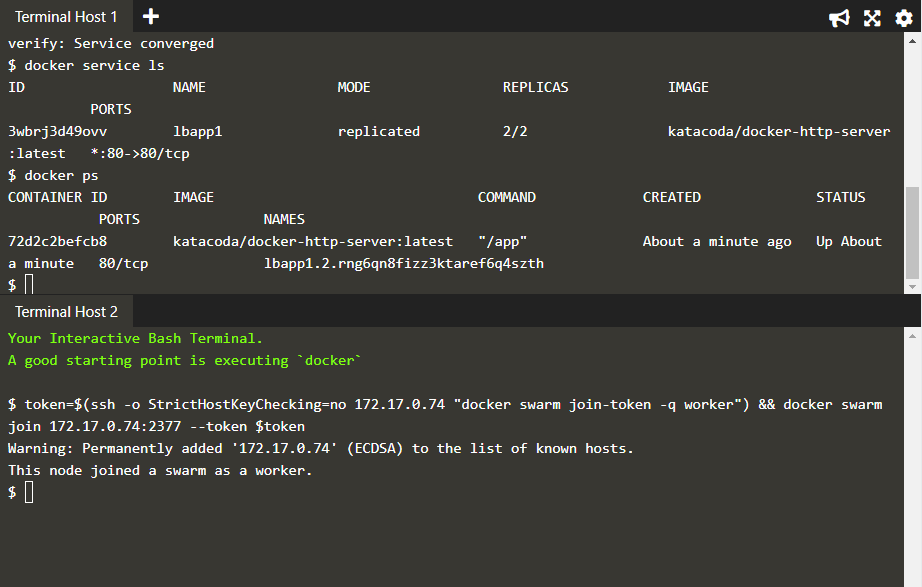 Terminal Host 1
verify: Service converged
$ docker service ls
ID NAME MODE REPLICAS IMAGE
PORTS
3wbrj3d49ovv lbapp1 replicated 2/2 katacoda/docker-http-server
:latest *:80->80/tcp
$ docker ps
CONTAINER ID IMAGE COMMAND CREATED STATUS
PORTS NAMES
72d2c2befcb8 katacoda/docker-http-server:latest "/app" About a minute ago Up About
a minute 80/tcp lbapp1.2.rng6qn8fizz3ktaref6q4szth
$
Terminal Host 2
Your Interactive Bash Terminal.
A good starting point is executing `docker`
$ token=$(ssh -o StrictHostKeyChecking=no 172.17.0.74 "docker swarm join-token -q worker") && docker swarm
join 172.17.0.74:2377 --token $token
Warning: Permanently added '172.17.0.74' (ECDSA) to the list of known hosts.
This node joined a swarm as a worker.
$